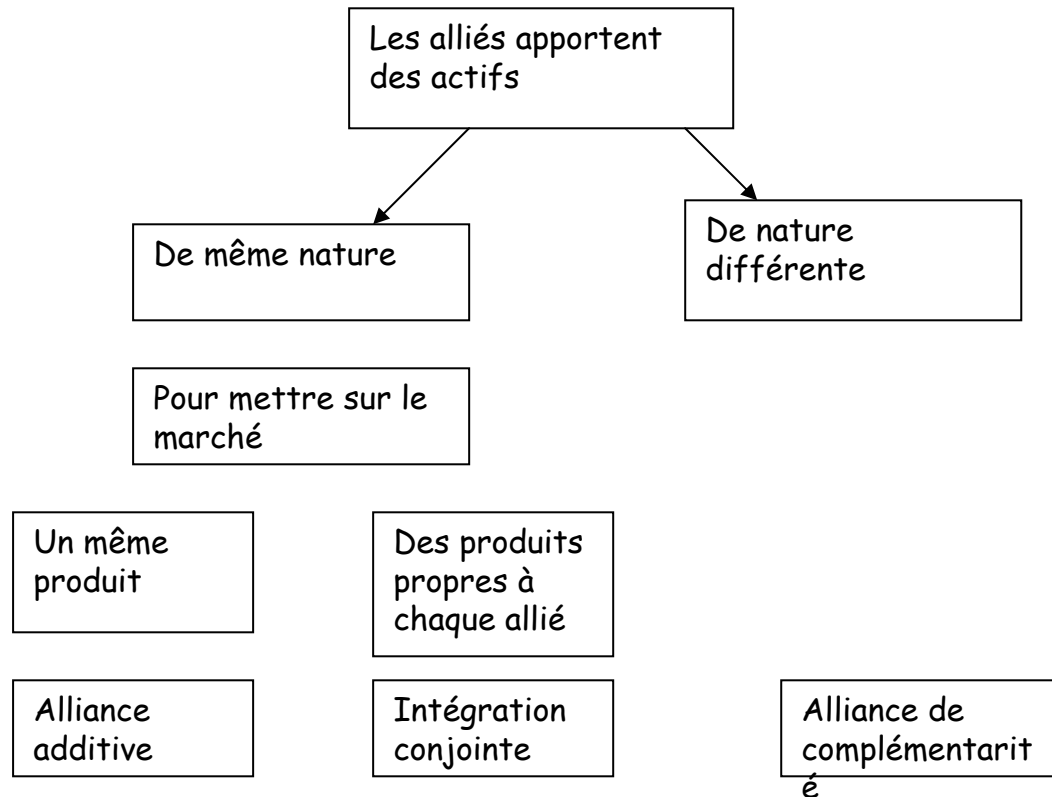 Les alliés apportent
des actifs
De même nature
De nature
différente
Pour mettre sur le
marché
Un même
produit
Des produits
propres à
chaque allié
Alliance
additive
Intégration
conjointe
Alliance de
complémentarit
é